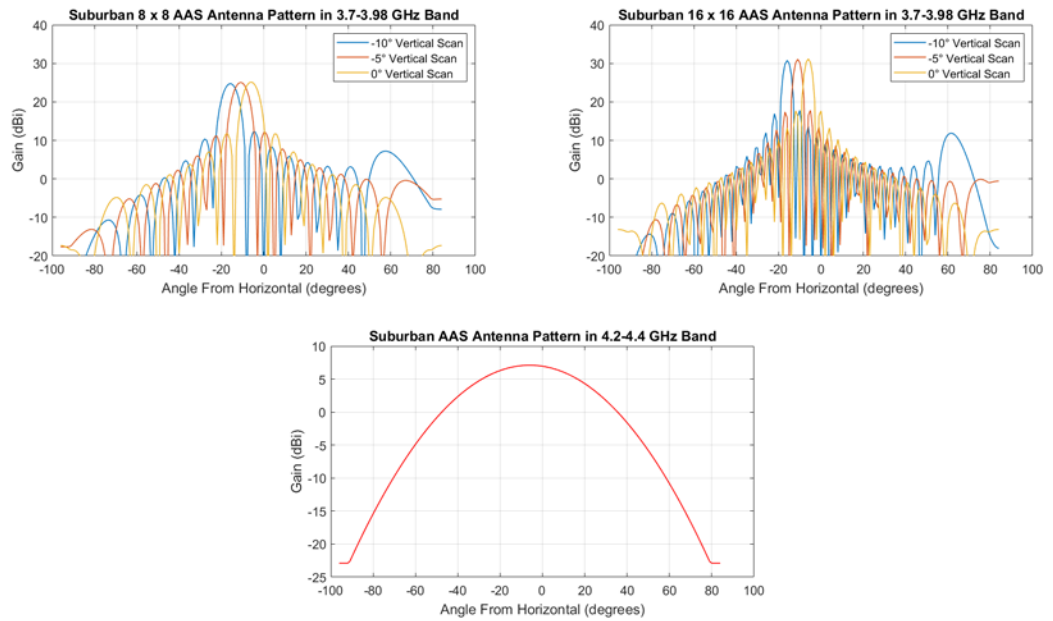 Suburban 8 x 8 AAS Antenna Pattern in 3.7-3.98 GHz Band
40
30
20
10
0
-10
-20
Gain (dBi)
-10° Vertical Scan
-5° Vertical Scan
0° Vertical Scan
-100 -80 -60 -40 -20 0 20 40 60 80 100
Angle From Horizontal (degrees)
Suburban 16 x 16 AAS Antenna Pattern in 3.7-3.98 GHz Band
40
30
20
10
0
-10
-20
Gain (dBi)
-10° Vertical Scan
-5° Vertical Scan
0° Vertical Scan
-100 -80 -60 -40 -20 0 20 40 60 80 100
Angle From Horizontal (degrees)
Suburban AAS Antenna Pattern in 4.2-4.4 GHz Band
10
5
0
-5
-10
-15
-20
-25
Gain (dBi)
-100 -80 -60 -40 -20 0 20 40 60 80 100
Angle From Horizontal (degrees)